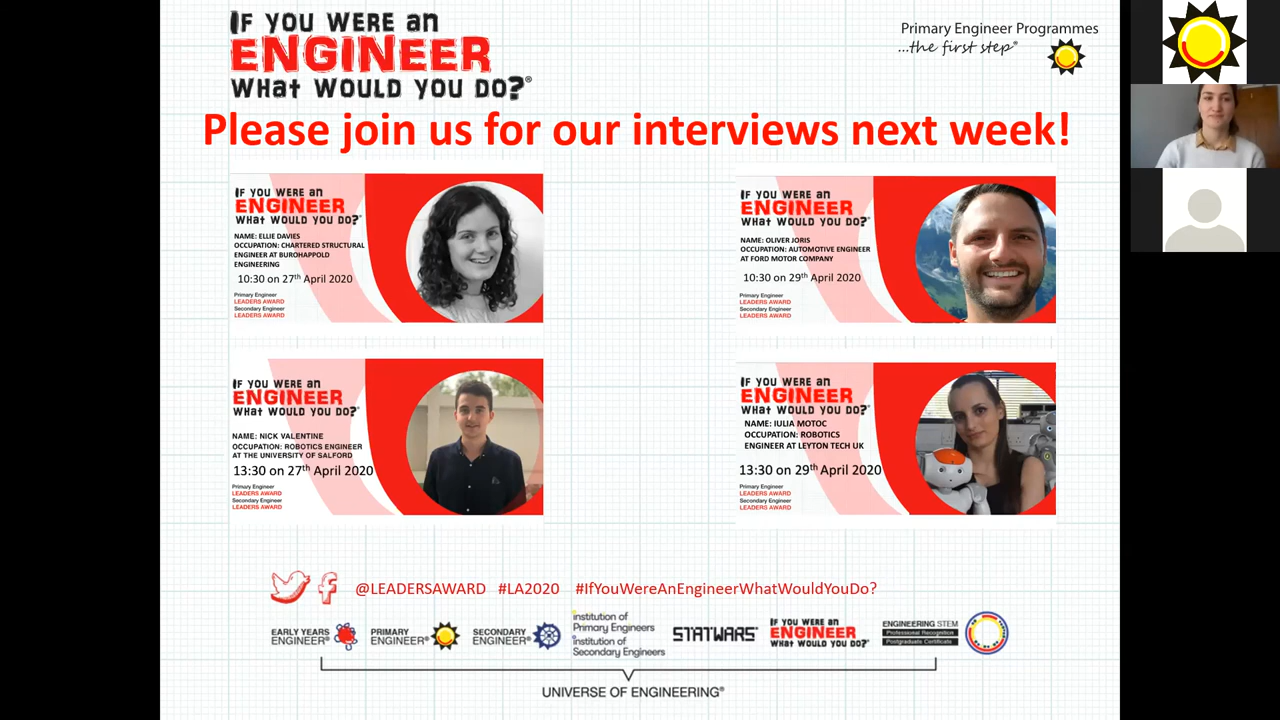 IF YOU WERE an
ENGINEER
WHat WOULD YOU DO?®
Primary Engineer Programmes
...the first step®
Please join us for our interviews next week!
IF YOU WERE an
ENGINEER
WHat WOULD YOU DO?®
NAME: ELLIE DAVIES
OCCUPATION: CHARTERED STRUCTURAL
ENGINEER AT BUROHAPPOLD
ENGINEERING
10:30 on 27th April 2020
Primary Engineer
LEADERS AWARD
Secondary Engineer
LEADERS AWARD
IF YOU WERE an
ENGINEER
WHat WOULD YOU DO?®
NAME: OLIVER JORIS
OCCUPATION: AUTOMOTIVE ENGINEER
AT FORD MOTOR COMPANY
10:30 on 29th April 2020
Primary Engineer
LEADERS AWARD
Secondary Engineer
LEADERS AWARD
IF YOU WERE an
ENGINEER
WHat WOULD YOU DO?®
NAME: NICK VALENTINE
OCCUPATION: ROBOTICS ENGINEER
AT THE UNIVERSITY OF SALFORD
13:30 on 27th April 2020
Primary Engineer
LEADERS AWARD
Secondary Engineer
LEADERS AWARD
IF YOU WERE an
ENGINEER
WHat WOULD YOU DO?®
NAME: IULIA MOTOC
OCCUPATION: ROBOTICS
ENGINEER AT LEYTON TECH UK
13:30 on 29th April 2020
Primary Engineer
LEADERS AWARD
Secondary Engineer
LEADERS AWARD
@LEADERSAWARD #LA2020 #IfYouWereAnEngineerWhatWouldYouDo?
EARLY YEARS
ENGINEER®
PRIMARY
ENGINEER®
SECONDARY
ENGINEER®
institution of
Primary Engineers
institution of
Secondary Engineers
STATWARS®
IF YOU WERE an
ENGINEER
WHat WOULD YOU DO?®
ENGINEERING STEM
Professional Recognition
Postgraduate Certificate
UNIVERSE OF ENGINEERING®